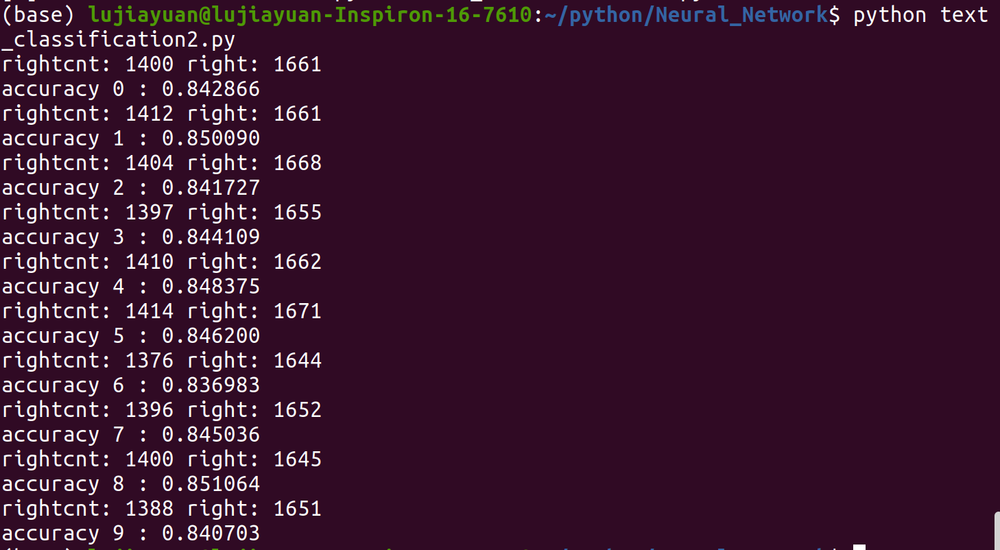 (base) lujiayuan@lujiayuan-Inspiron-16-7610:~/python/Neural_Network$ python text
_classification2.py
rightcnt: 1400 right: 1661
accuracy 0 : 0.842866
rightcnt: 1412 right: 1661
accuracy 1 : 0.850090
rightcnt: 1404 right: 1668
accuracy 2 : 0.841727
rightcnt: 1397 right: 1655
accuracy 3 : 0.844109
rightcnt: 1410 right: 1662
accuracy 4 : 0.848375
rightcnt: 1414 right: 1671
accuracy 5 : 0.846200
rightcnt: 1376 right: 1644
accuracy 6 : 0.836983
rightcnt: 1396 right: 1652
accuracy 7 : 0.845036
rightcnt: 1400 right: 1645
accuracy 8 : 0.851064
rightcnt: 1388 right: 1651
accuracy 9 : 0.840703